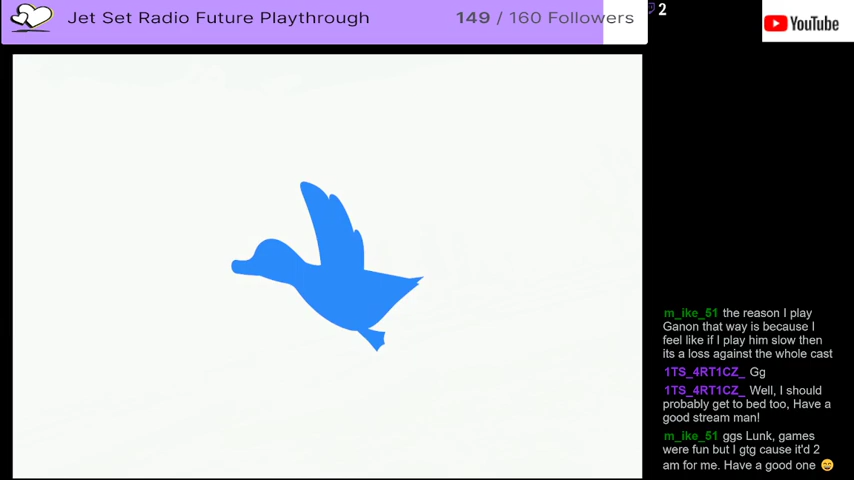 Jet Set Radio Future Playthrough
149 / 160 Followers
2
YouTube
m_ike_51 the reason I play
Ganon that way is because I
feel like if I play him slow then
its a loss against the whole cast
1TS_4RT1CZ_ Gg
1TS_4RT1CZ_ Well, I should
probably get to bed too, Have a
good stream man!
m_ike_51 ggs Lunk, games
were fun but I gtg cause it'd 2
am for me. Have a good one 😄